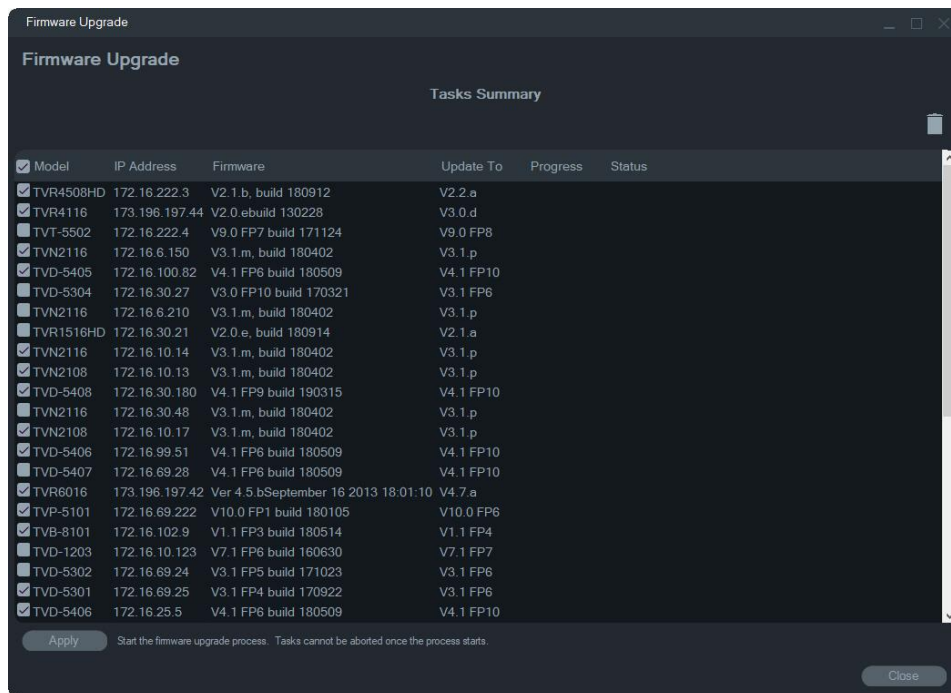 Firmware Upgrade
Firmware Upgrade
Tasks Summary
Model IP Address Firmware Update To Progress Status
TVR4508HD 172.16.222.3 V2.1.b, build 180912 V2.2.a
TVR4116 173.196.197.44 V2.0.ebuild 130228 V3.0.d
TVT-5502 172.16.222.4 V9.0 FP7 build 171124 V9.0 FP8
TVN2116 172.16.6.150 V3.1.m, build 180402 V3.1.p
TVD-5405 172.16.100.82 V4.1 FP6 build 180509 V4.1 FP10
TVD-5304 172.16.30.27 V3.0 FP10 build 170321 V3.1 FP6
TVN2116 172.16.6.210 V3.1.m, build 180402 V3.1.p
TVR1516HD 172.16.30.21 V2.0.e, build 180914 V2.1.a
TVN2116 172.16.10.14 V3.1.m, build 180402 V3.1.p
TVN2108 172.16.10.13 V3.1.m, build 180402 V3.1.p
TVD-5408 172.16.30.180 V4.1 FP9 build 190315 V4.1 FP10
TVN2116 172.16.30.48 V3.1.m, build 180402 V3.1.p
TVN2108 172.16.10.17 V3.1.m, build 180402 V3.1.p
TVD-5406 172.16.99.51 V4.1 FP6 build 180509 V4.1 FP10
TVD-5407 172.16.69.28 V4.1 FP6 build 180509 V4.1 FP10
TVR6016 173.196.197.42 Ver 4.5.bSeptember 16 2013 18:01:10 V4.7.a
TVP-5101 172.16.69.222 V10.0 FP1 build 180105 V10.0 FP6
TVB-8101 172.16.102.9 V1.1 FP3 build 180514 V1.1 FP4
TVD-1203 172.16.10.123 V7.1 FP6 build 160630 V7.1 FP7
TVD-5302 172.16.69.24 V3.1 FP5 build 171023 V3.1 FP6
TVD-5301 172.16.69.25 V3.1 FP4 build 170922 V3.1 FP6
TVD-5406 172.16.25.5 V4.1 FP6 build 180509 V4.1 FP10
Apply Start the firmware upgrade process. Tasks cannot be aborted once the process starts.
Close